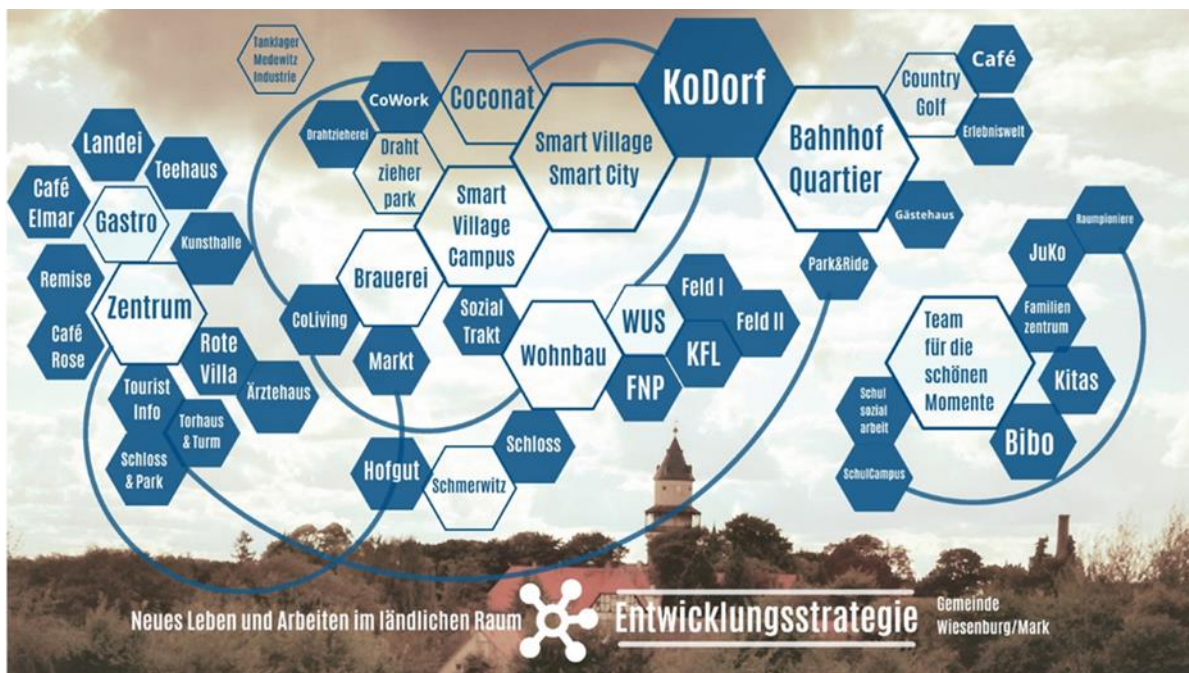 Tanklager
Medewitz
Industrie
CoWork
Coconat
KoDorf
Drahtzieherei
Draht
zieher
park
Smart Village
Smart City
Bahnhof
Quartier
Country
Golf
Café
Erlebniswelt
Gästehaus
Park&Ride
Landei
Teehaus
Café
Elmar
Gastro
Kunsthalle
Remise
Zentrum
Café
Rose
Rote
Villa
Ärztehaus
Tourist
Info
Torhaus
& Turm
Schloss
& Park
Smart
Village
Campus
Brauerei
CoLiving
Markt
Sozial
Trakt
Wohnbau
WUS
Feld I
Feld II
KFL
FNP
Hofgut
Schmerwitz
Schloss
Raumpioniere
JuKo
Familien
zentrum
Team
für die
schönen
Momente
Kitas
Bibo
Schul
sozial
arbeit
SchulCampus
Neues Leben und Arbeiten im ländlichen Raum
Entwicklungsstrategie
Gemeinde
Wiesenburg/Mark